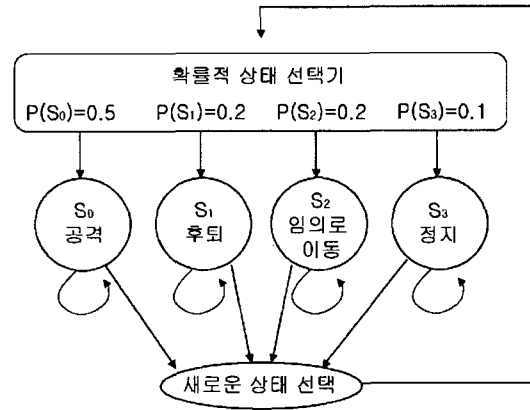 확률적 상태 선택기
P(S₀)=0.5 P(S₁)=0.2 P(S₂)=0.2 P(S₃)=0.1
S₀
공격
S₁
후퇴
S₂
임의로
이동
S₃
정지
새로운 상태 선택